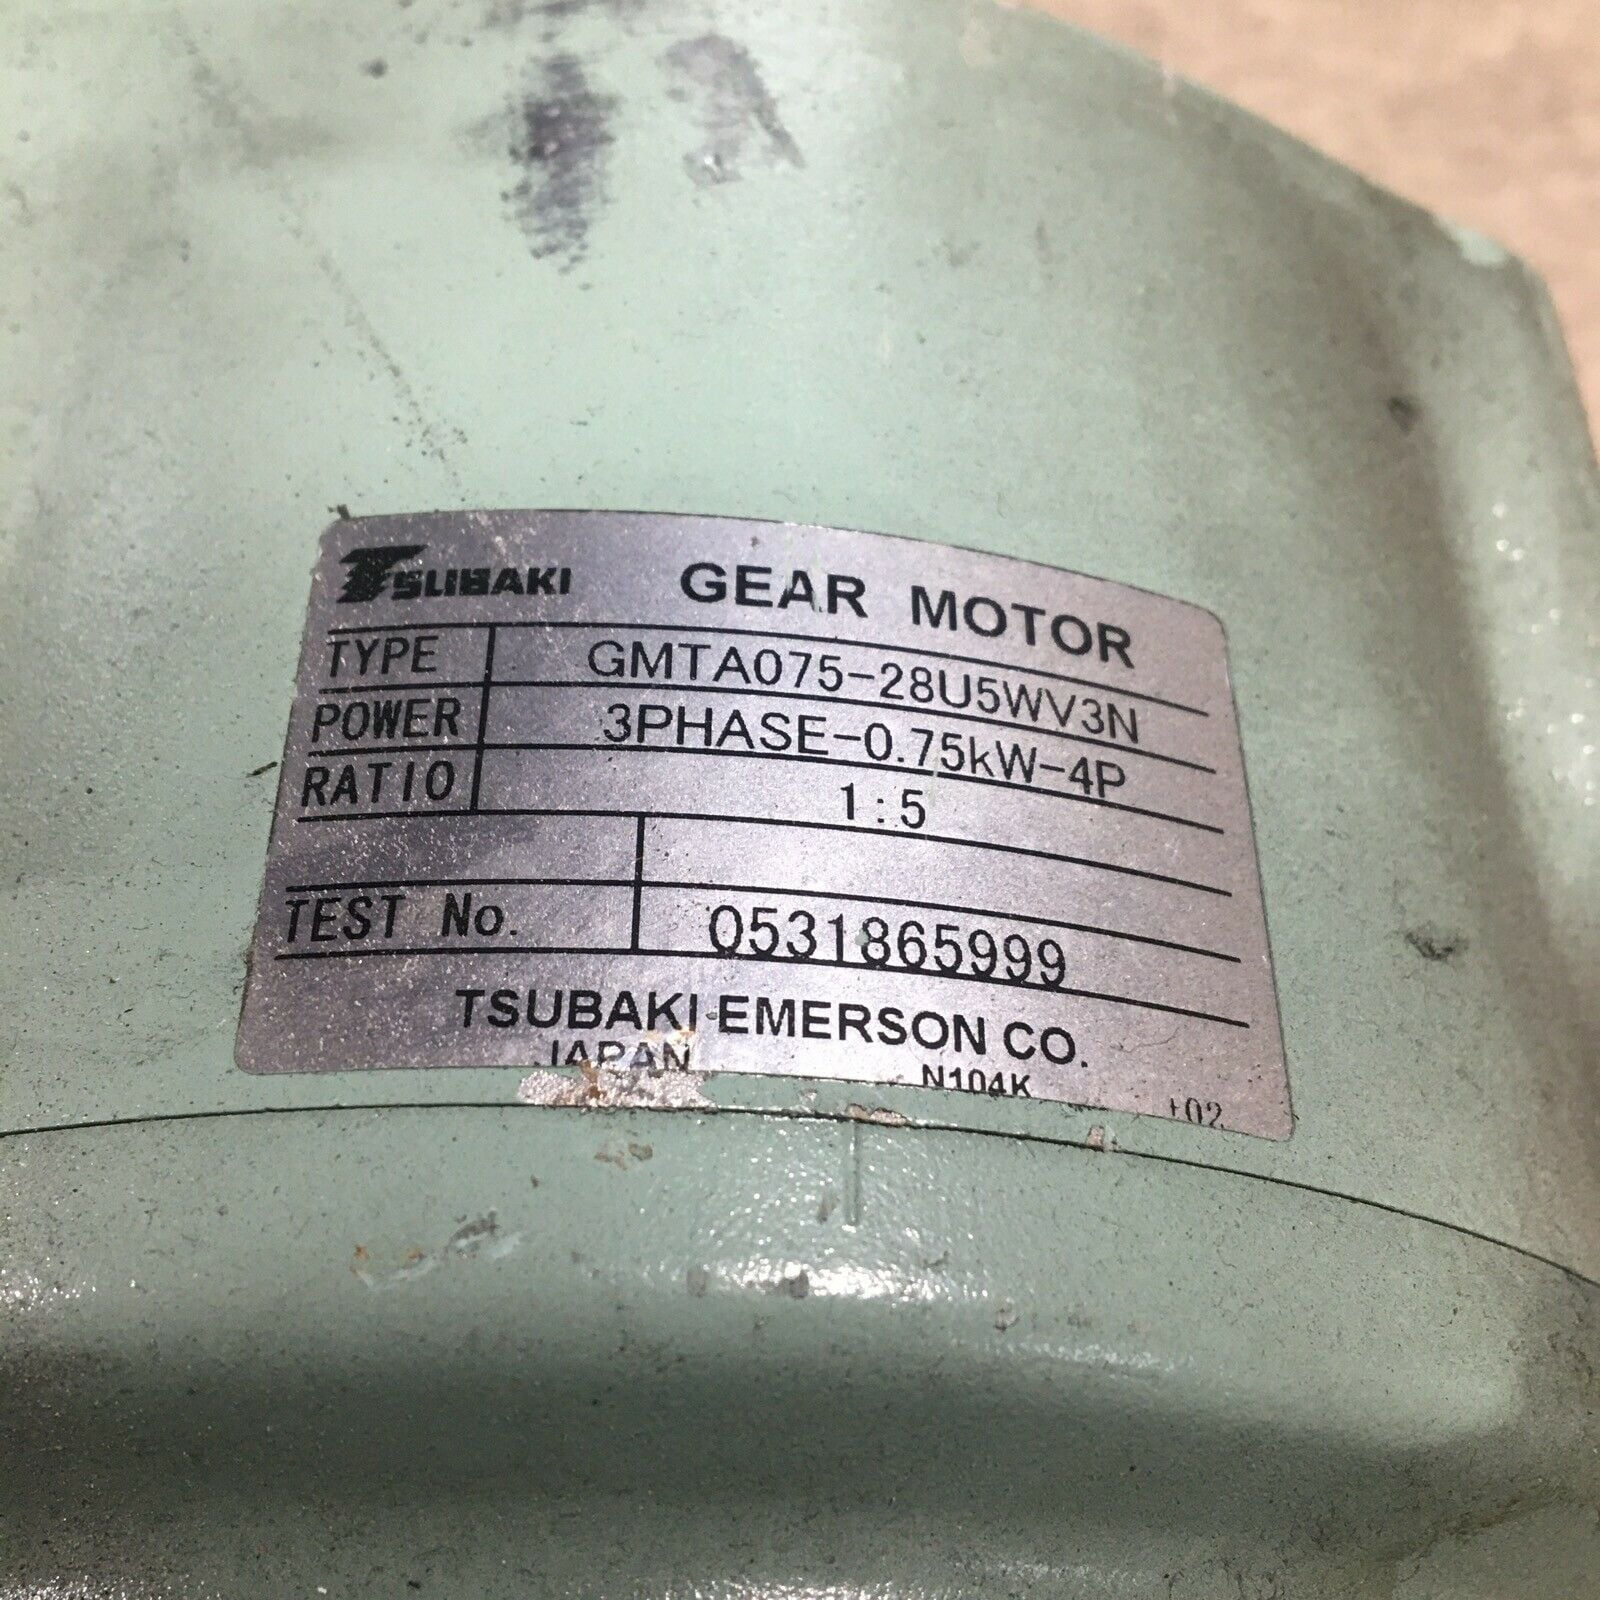 TSUBAKI GEAR MOTOR
TYPE GMTA075-28U5WV3N
POWER 3PHASE-0.75kW-4P
RATIO 1:5
TEST No. 0531865999
TSUBAKI EMERSON CO.
JAPAN N104K